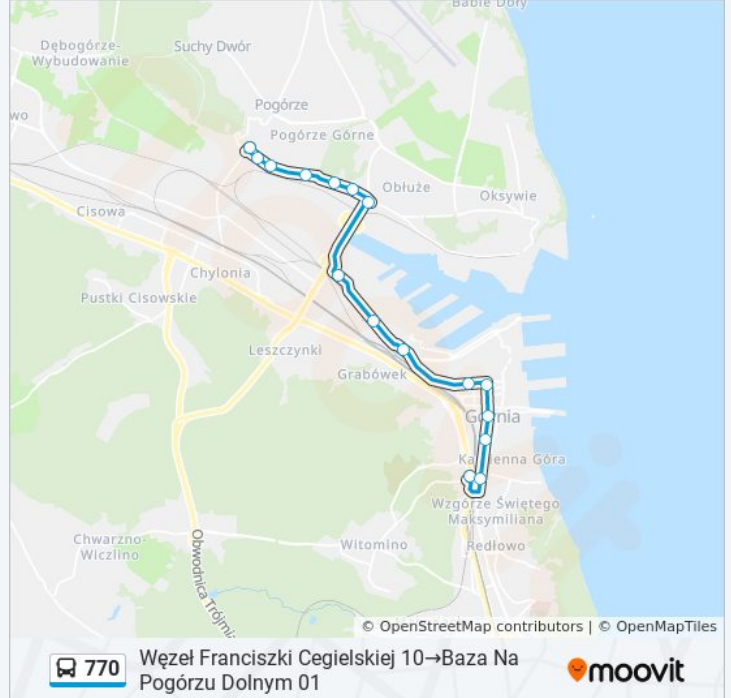 Babie Doły
Dębogórze-
Wybudowanie
Suchy Dwór
Pogórze
wo
Pogórze Górne
Obłuże
Oksywie
Cisowa
Chylonia
Pustki Cisowskie
Leszczynki
Grabówek
Gdynia
Kamienna Góra
Wzgórze Świętego
Maksymiliana
Chwarzno-
Wiczlino
Witomino
Redłowo
Obwodnica Trójmia
© OpenStreetMap contributors | © OpenMapTiles
770
Węzeł Franciszki Cegielskiej 10→Baza Na
Pogórzu Dolnym 01
moovit